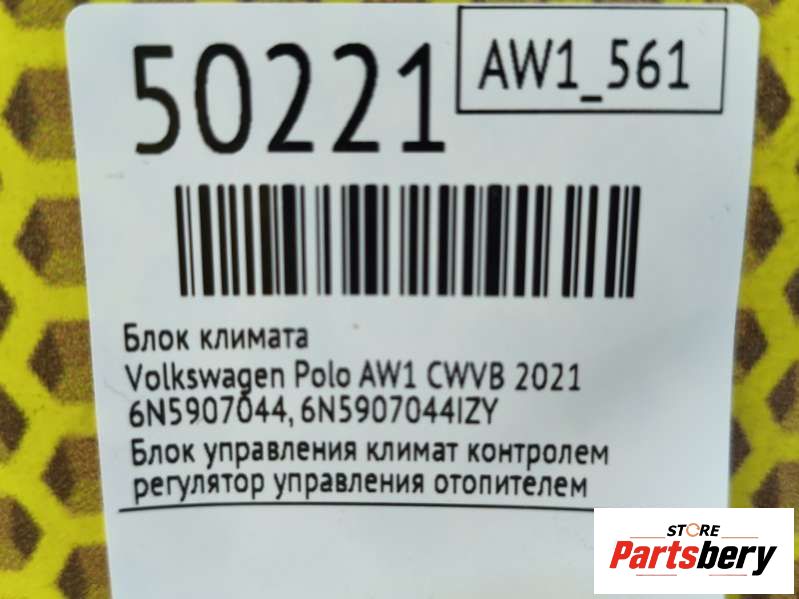 50221
AW1_561
Блок климата
Volkswagen Polo AW1 CWVB 2021
6N5907044, 6N5907044IZY
Блок управления климат контролем
регулятор управления отопителем
STORE
Partsbery